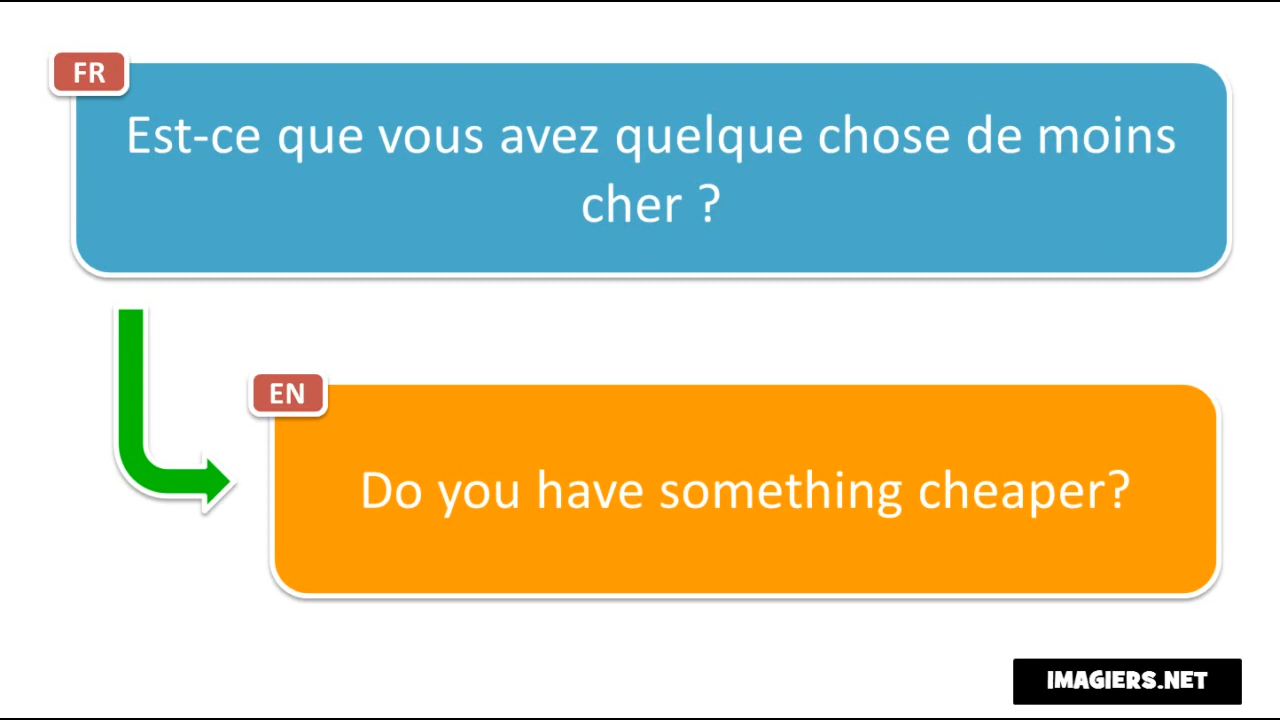 FR
Est-ce que vous avez quelque chose de moins
cher ?
EN
Do you have something cheaper?
IMAGIERS.NET